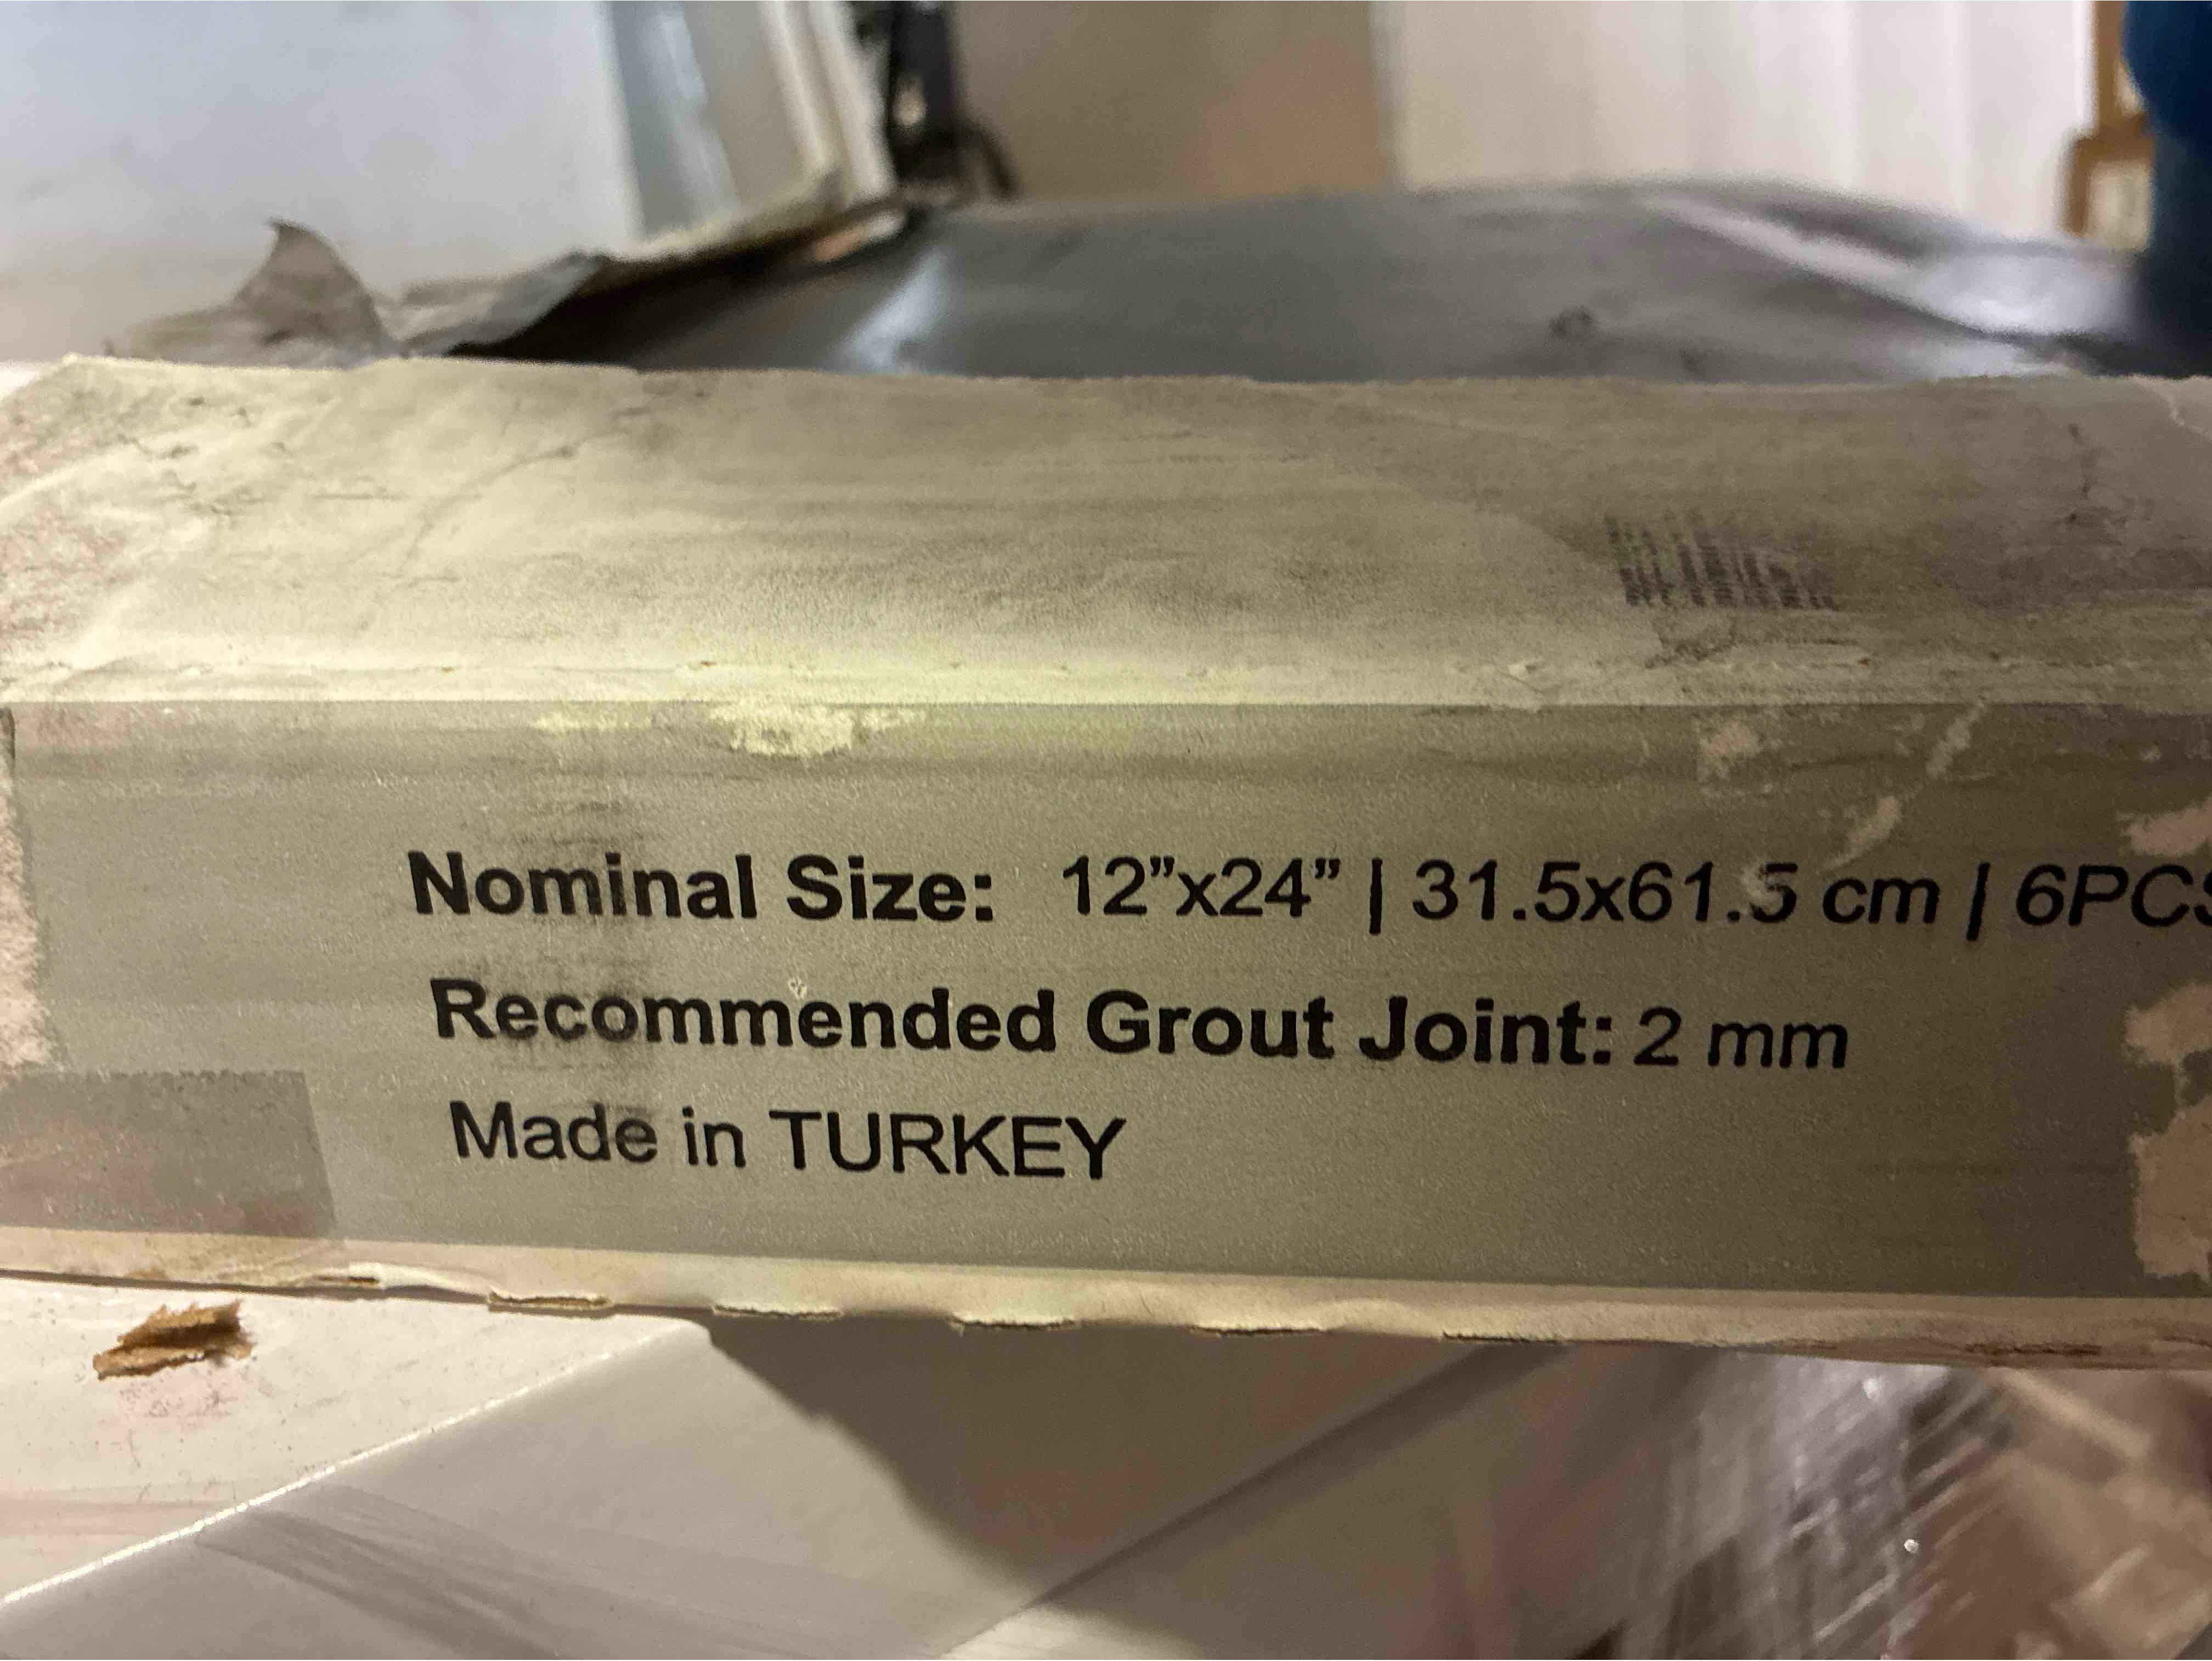 Nominal Size: 12”x24” | 31.5x61.5 cm | 6PCS
Recommended Grout Joint: 2 mm
Made in TURKEY